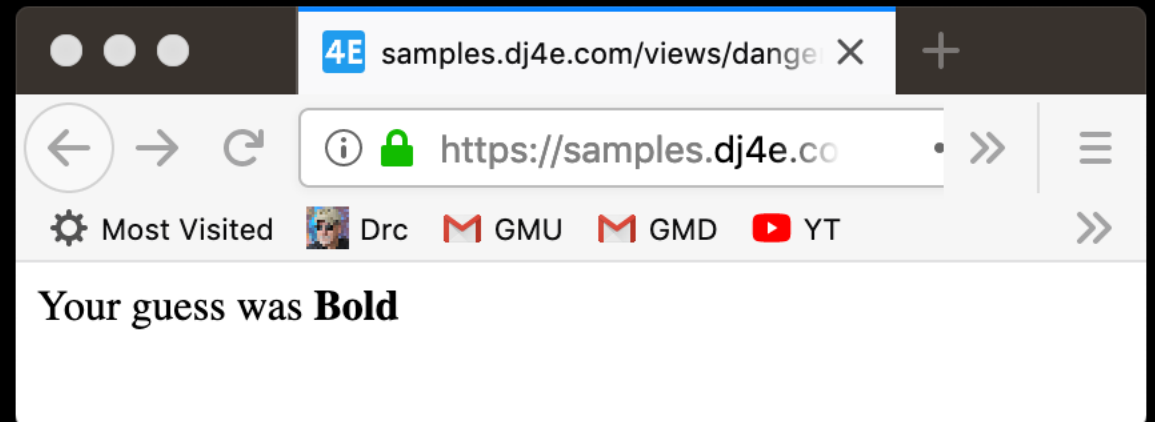 4E samples.dj4e.com/views/dange
https://samples.dj4e.co
Most Visited Drc GMU GMD YT
Your guess was Bold